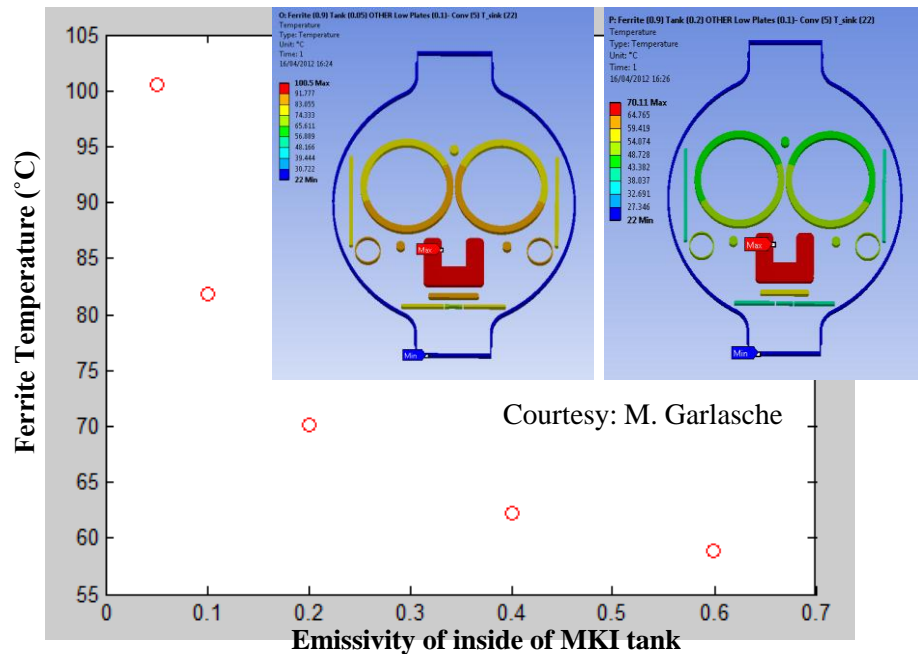 Ferrite Temperature (˚C)
105
100
95
90
85
80
75
70
65
60
55
0
0.1
0.2
0.3
0.4
0.5
0.6
0.7
Emissivity of inside of MKI tank
O: Ferrite (0.9) Tank (0.05) OTHER Low Plates (0.1)- Conv (5) T_sink (22)
Temperature
Type: Temperature
Unit: °C
Time: 1
16/04/2012 16:24
100.5 Max
91.777
83.055
74.333
65.611
56.889
48.166
39.444
30.722
22 Min
Max
Min
P: Ferrite (0.9) Tank (0.2) OTHER Low Plates (0.1)- Conv (5) T_sink (22)
Temperature
Type: Temperature
Unit: °C
Time: 1
16/04/2012 16:26
70.11 Max
64.765
59.419
54.074
48.728
43.382
38.037
32.691
27.346
22 Min
Max
Min
Courtesy: M. Garlasche